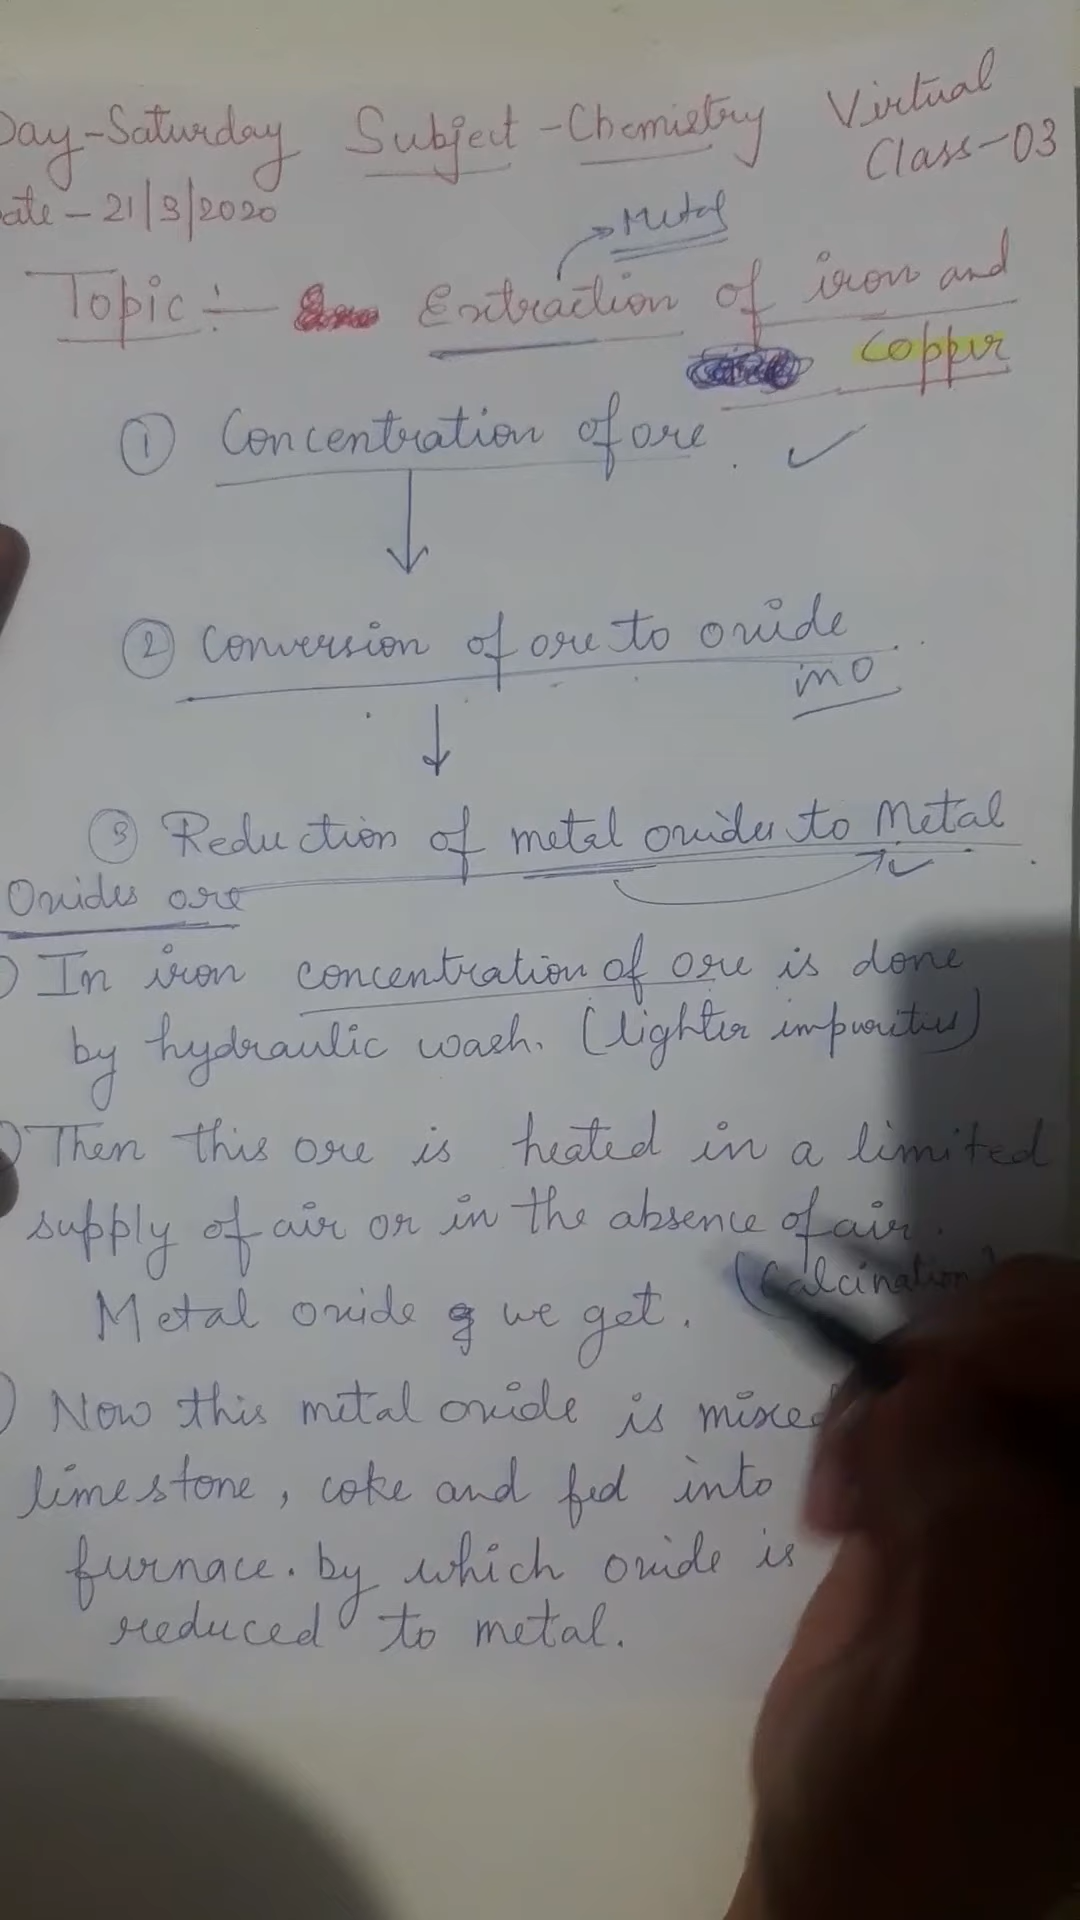 Day-Saturday Subject-Chemistry Virtual Class-03
ate - 21/3/2020
Metal
Topic:- Extraction of iron and Copper
① Concentration of ore
② Conversion of ore to oxide
mo
③ Reduction of metal oxides to Metal
Oxides ore
In iron concentration of ore is done
by hydraulic wash. (lighter impurities)
Then this ore is heated in a limited
supply of air or in the absence of air.
(Calcination)
Metal oxide we get.
Now this metal oxide is mixed
limestone, coke and fed into
furnace. by which oxide is
reduced to metal.